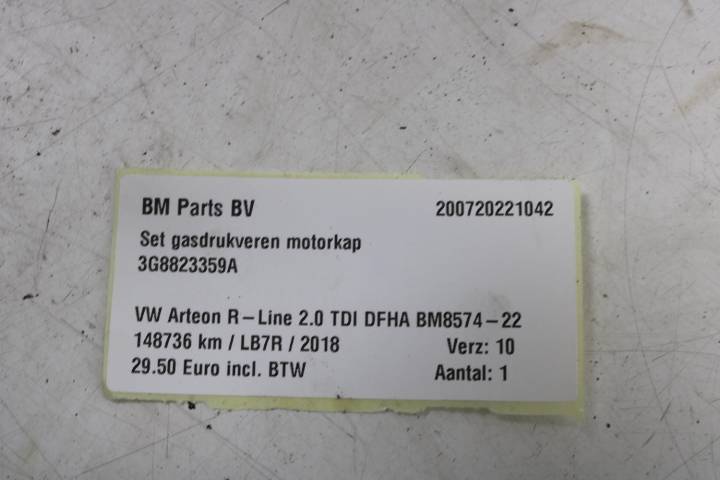 BM Parts BV 200720221042
Set gasdrukveren motorkap
3G8823359A
VW Arteon R-Line 2.0 TDI DFHA BM8574-22
148736 km / LB7R / 2018 Verz: 10
29.50 Euro incl. BTW Aantal: 1